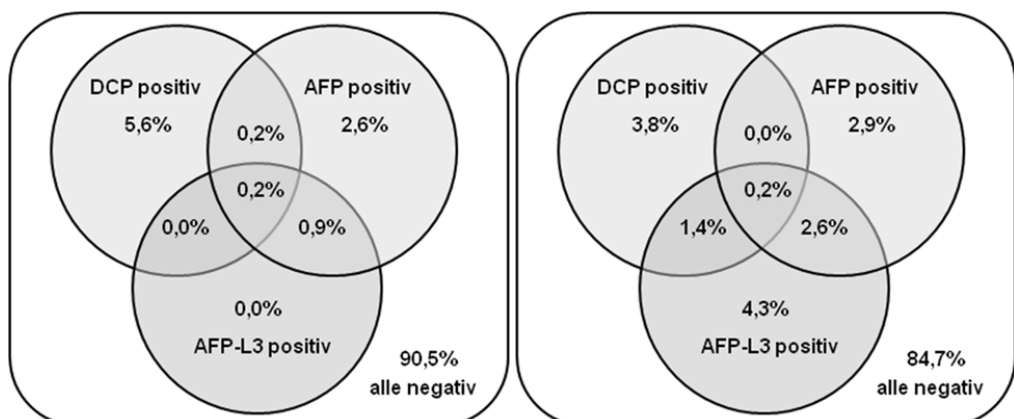 DCP positiv
5,6%
AFP positiv
2,6%
0,2%
0,2%
0,0%
0,9%
0,0%
AFP-L3 positiv
90,5%
alle negativ
DCP positiv
3,8%
AFP positiv
2,9%
0,0%
0,2%
1,4%
2,6%
4,3%
AFP-L3 positiv
84,7%
alle negativ